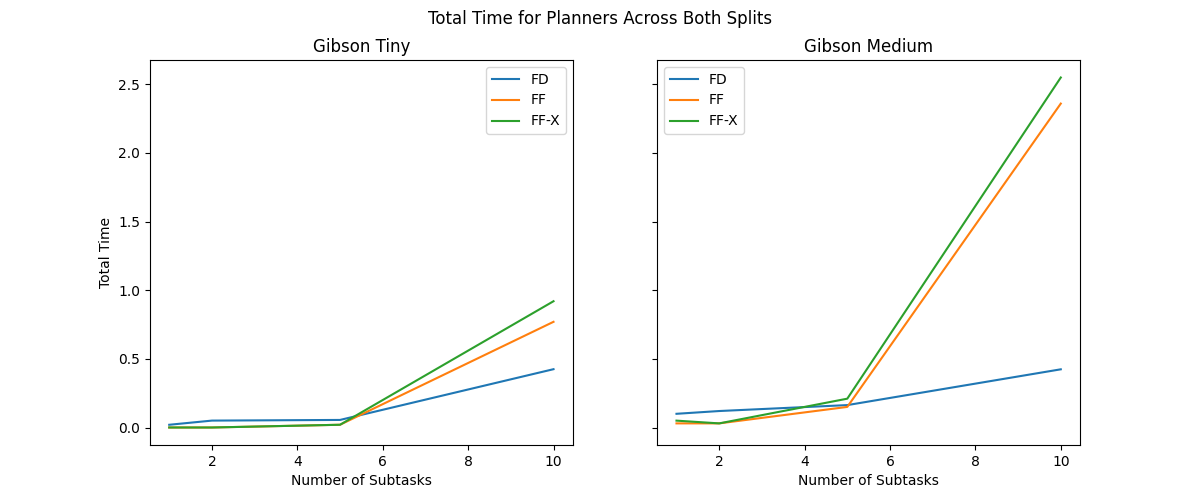 Total Time for Planners Across Both Splits
Gibson Tiny
FD
FF
FF-X
2.5
2.0
1.5
1.0
0.5
0.0
Total Time
2 4 6 8 10
Number of Subtasks
Gibson Medium
FD
FF
FF-X
2 4 6 8 10
Number of Subtasks